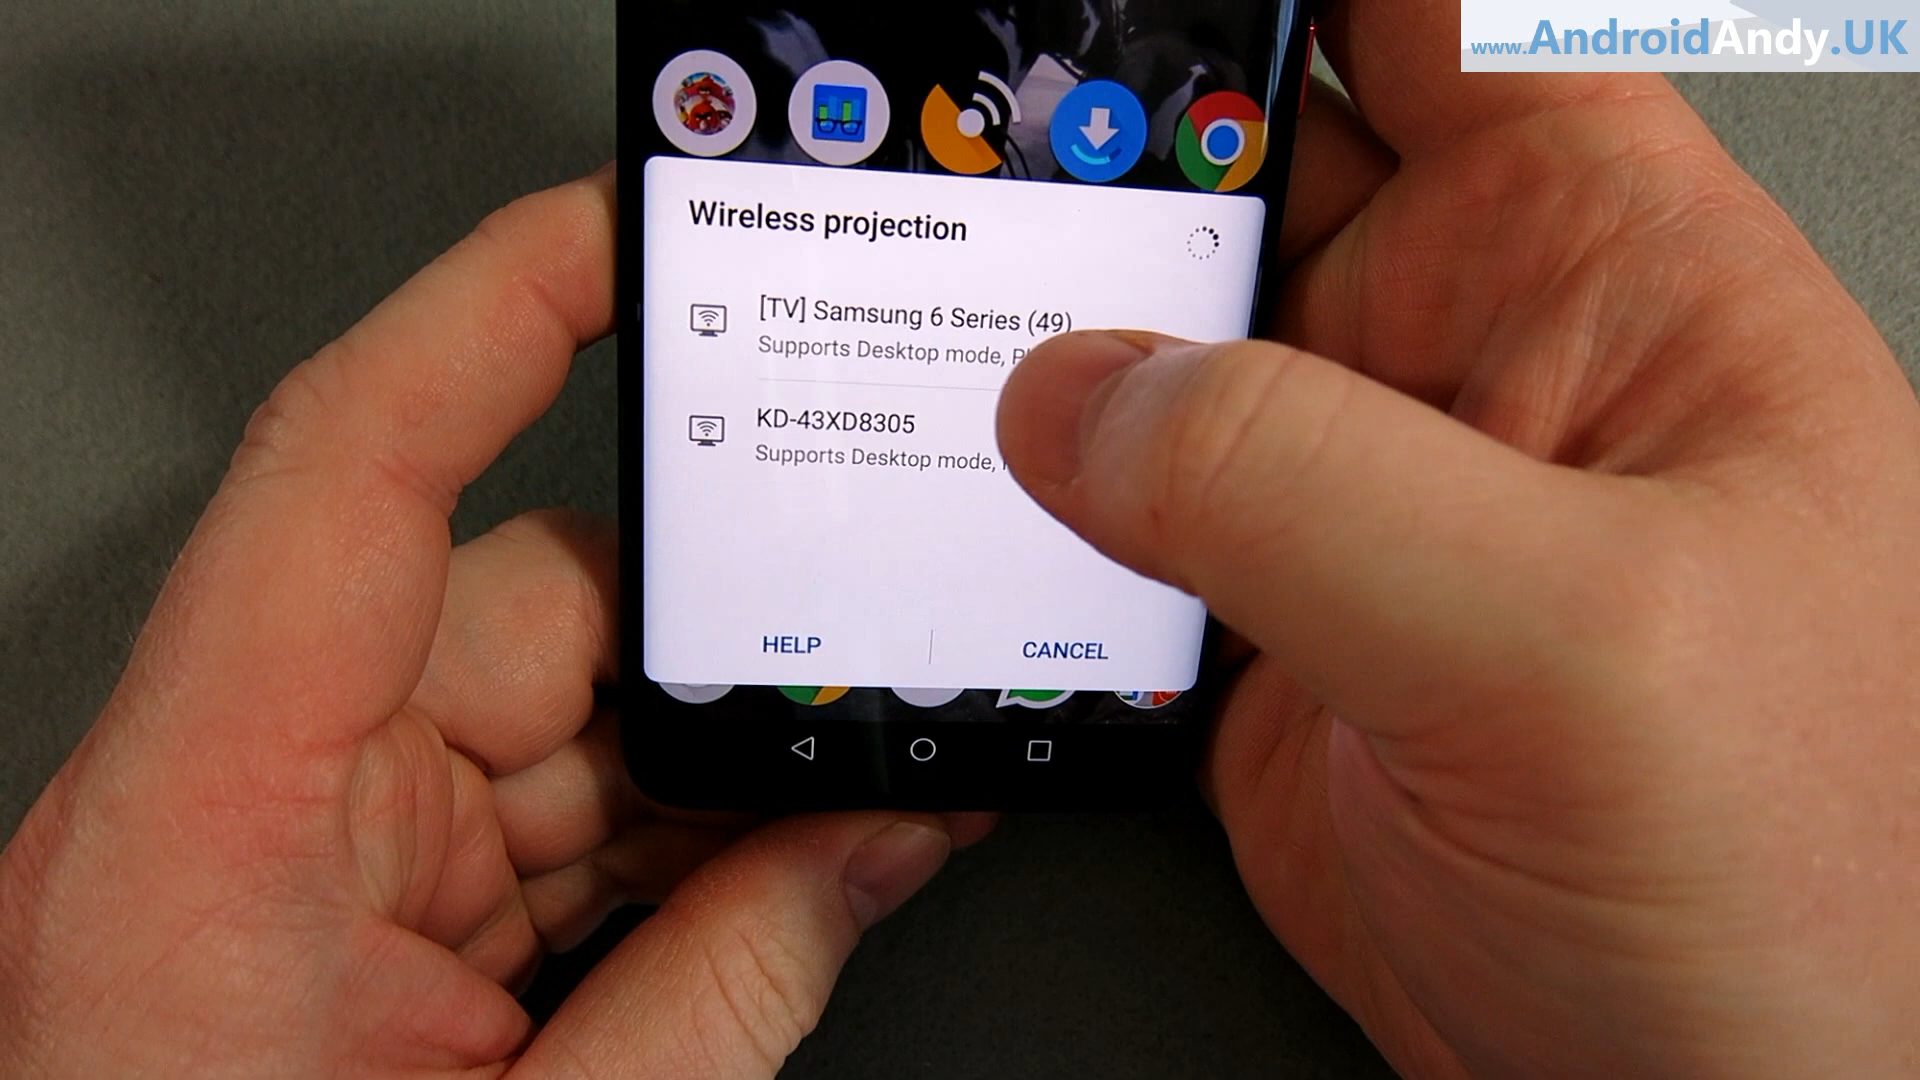 www.AndroidAndy.UK
Wireless projection
[TV] Samsung 6 Series (49)
Supports Desktop mode,
KD-43XD8305
Supports Desktop mode,
HELP
CANCEL